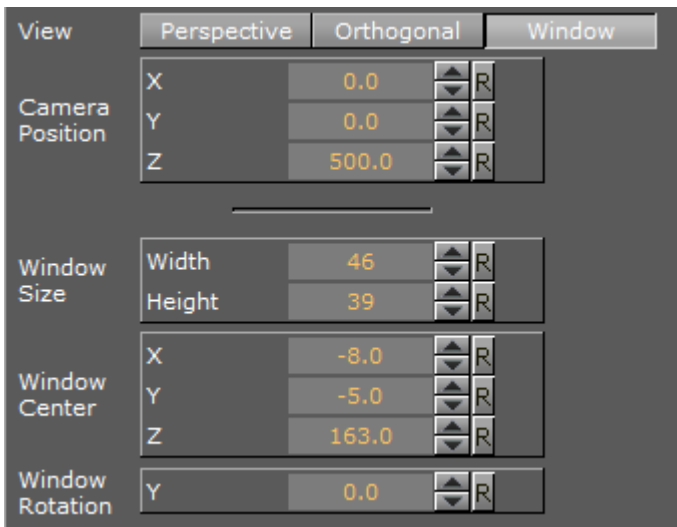 View Perspective Orthogonal Window
Camera Position
X 0.0 R
Y 0.0 R
Z 500.0 R
Window Size
Width 46 R
Height 39 R
Window Center
X -8.0 R
Y -5.0 R
Z 163.0 R
Window Rotation
Y 0.0 R